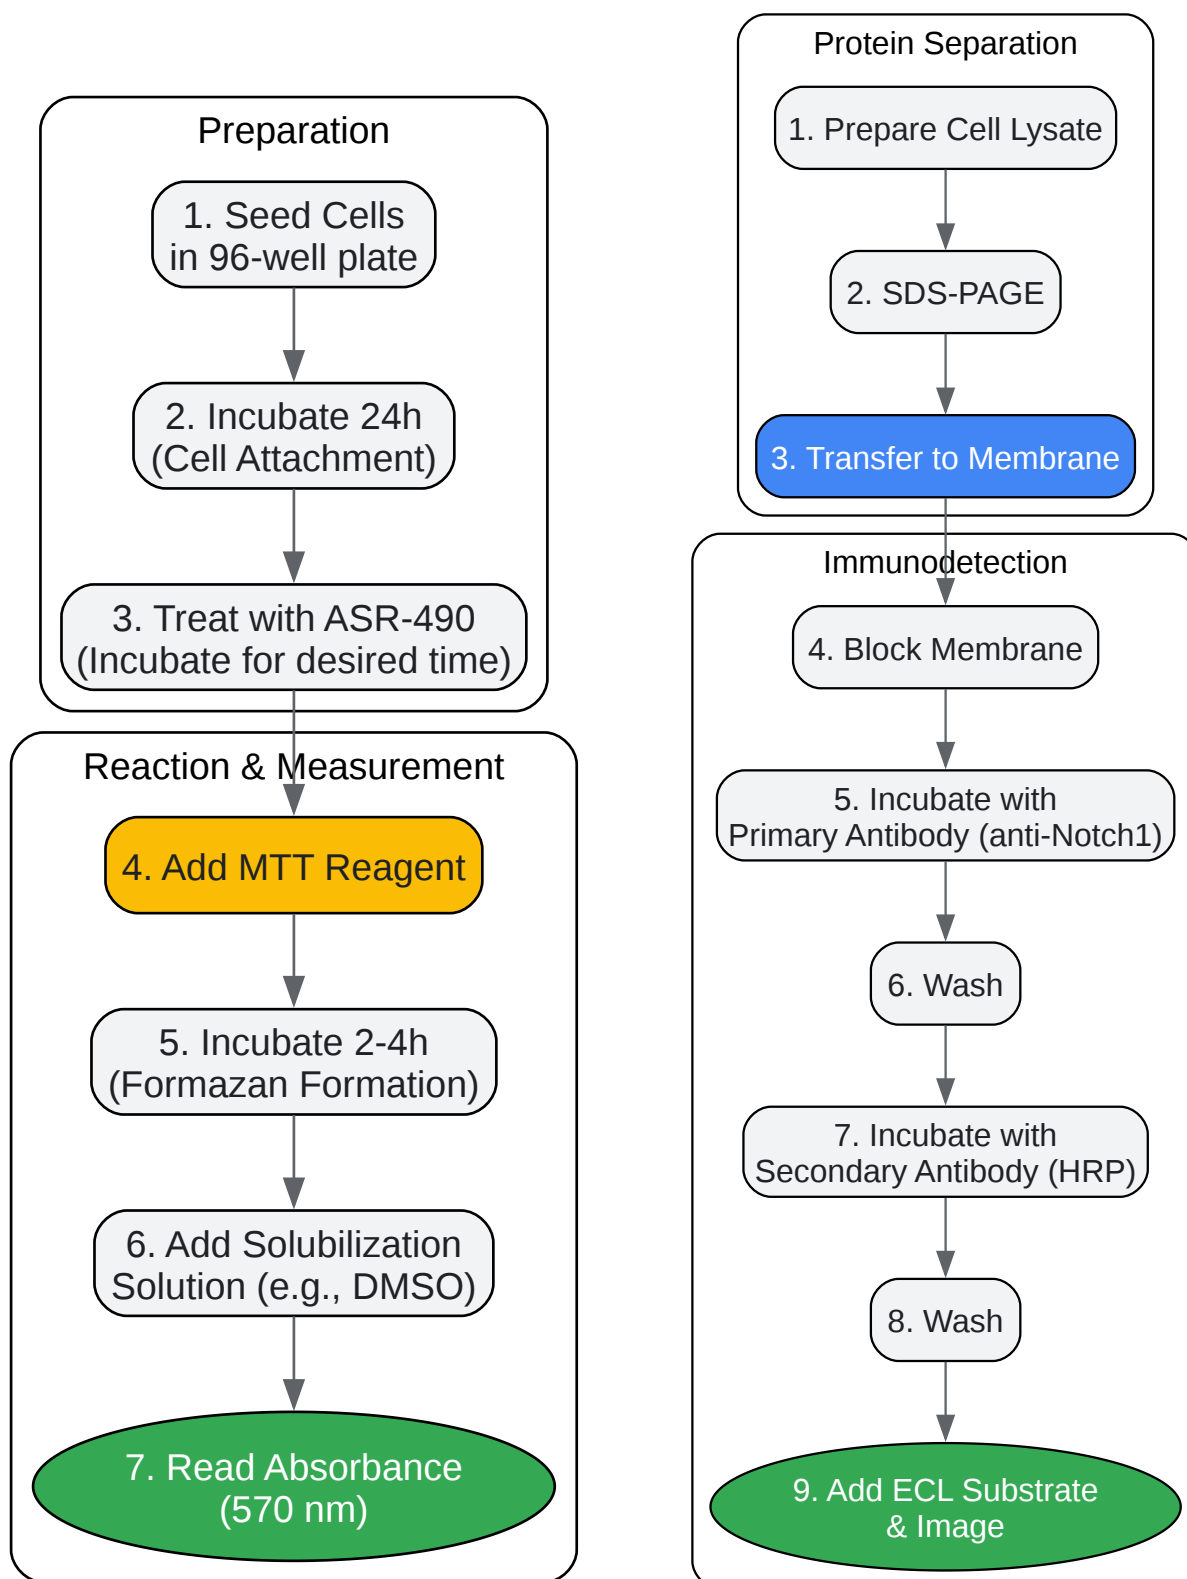 Preparation
1. Seed Cells
in 96-well plate
2. Incubate 24h
(Cell Attachment)
3. Treat with ASR-490
(Incubate for desired time)
Reaction & Measurement
4. Add MTT Reagent
5. Incubate 2-4h
(Formazan Formation)
6. Add Solubilization
Solution (e.g., DMSO)
7. Read Absorbance
(570 nm)
Protein Separation
1. Prepare Cell Lysate
2. SDS-PAGE
3. Transfer to Membrane
Immunodetection
4. Block Membrane
5. Incubate with
Primary Antibody (anti-Notch1)
6. Wash
7. Incubate with
Secondary Antibody (HRP)
8. Wash
9. Add ECL Substrate
& Image